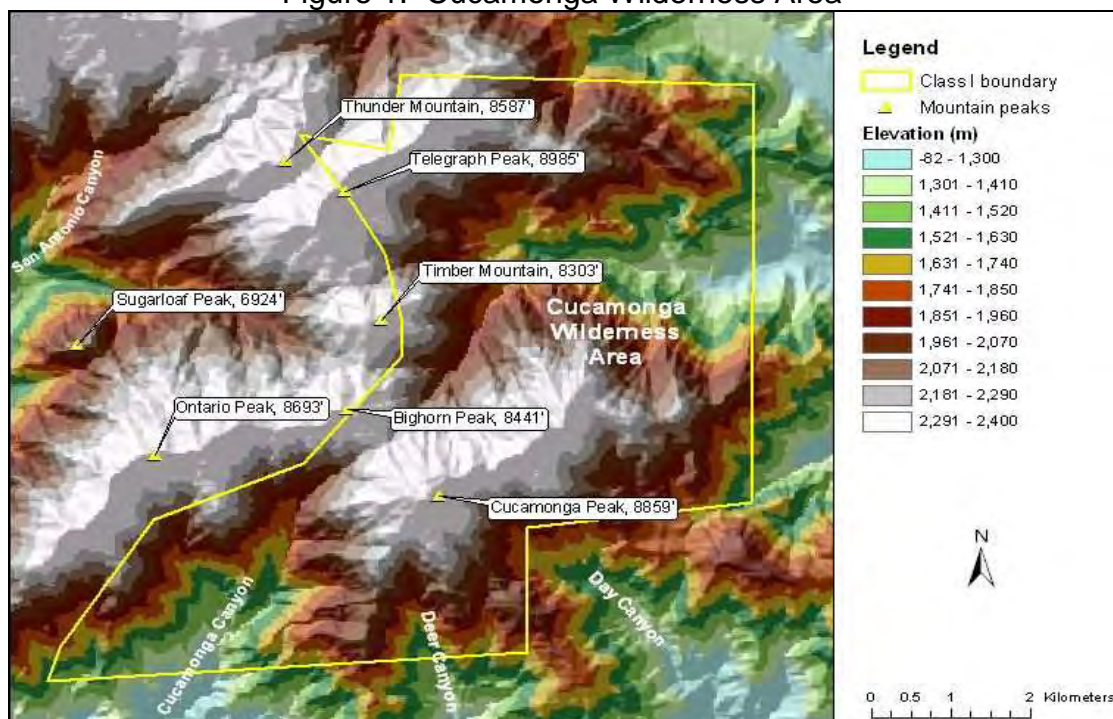 Figure 1. Cucamonga Wilderness Area
Thunder Mountain, 8587'
Telegraph Peak, 8985'
San Antonio Canyon
Timber Mountain, 8303'
Sugarloaf Peak, 6924'
Cucamonga
Wilderness
Area
Ontario Peak, 8693'
Bighorn Peak, 8441'
Cucamonga Peak, 8859'
Cucamonga Canyon
Deer Canyon
Day Canyon
Legend
Class I boundary
Mountain peaks
Elevation (m)
-82 - 1,300
1,301 - 1,410
1,411 - 1,520
1,521 - 1,630
1,631 - 1,740
1,741 - 1,850
1,851 - 1,960
1,961 - 2,070
2,071 - 2,180
2,181 - 2,290
2,291 - 2,400
N
0 0.5 1 2 Kilometers